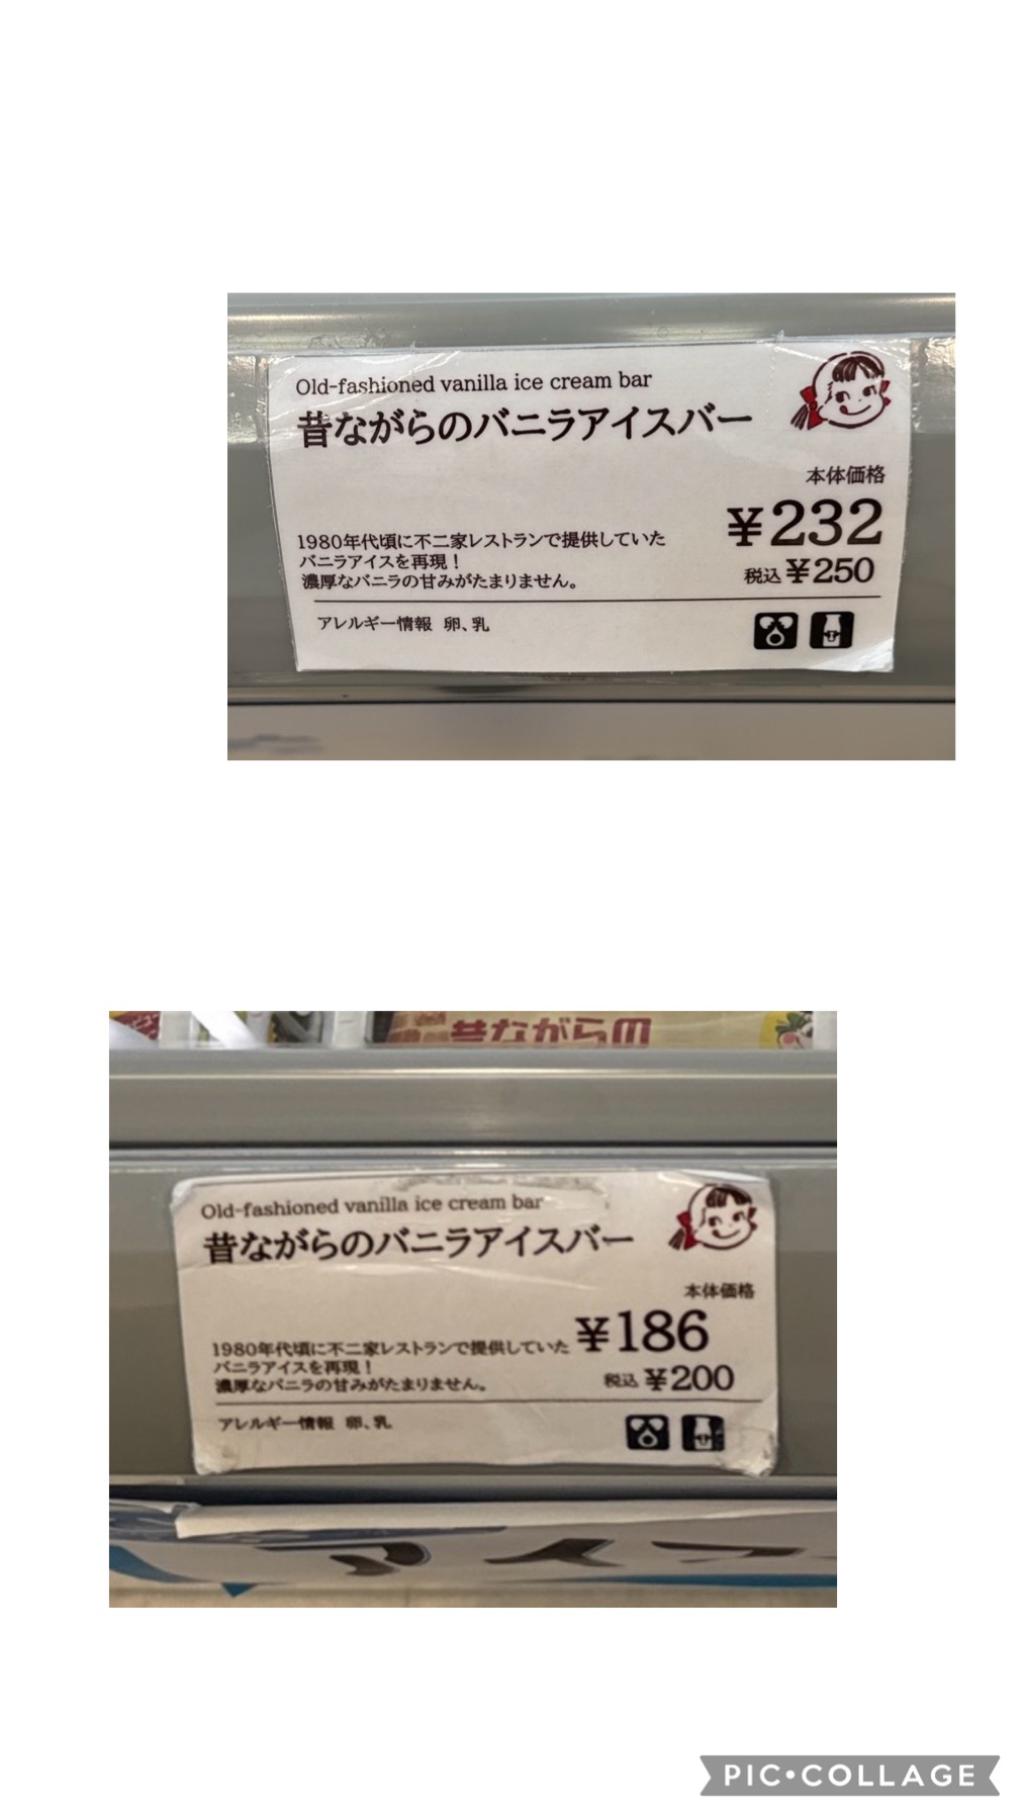 Old-fashioned vanilla ice cream bar
昔ながらのバニラアイスバー
本体価格
¥232
1980年代頃に不二家レストランで提供していた
バニラアイスを再現！
税込 ¥250
濃厚なバニラの甘みがたまりません。
アレルギー情報 卵、乳
昔ながらの
Old-fashioned vanilla ice cream bar
昔ながらのバニラアイスバー
本体価格
¥186
1980年代頃に不二家レストランで提供していた
バニラアイスを再現！
税込 ¥200
濃厚なバニラの甘みがたまりません。
アレルギー情報 卵、乳
PIC•COLLAGE